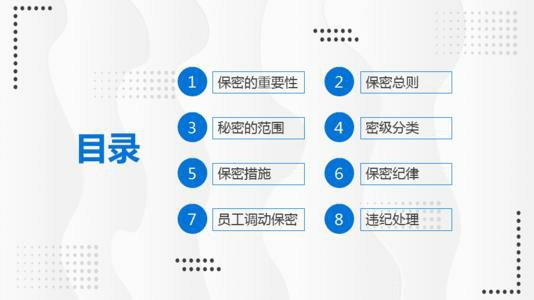 目录
1 保密的重要性
2 保密总则
3 秘密的范围
4 密级分类
5 保密措施
6 保密纪律
7 员工调动保密
8 违纪处理